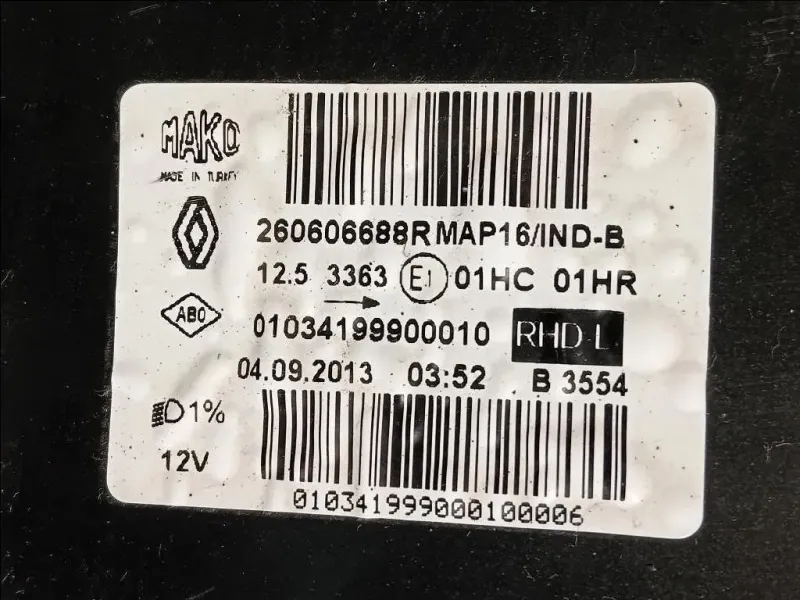 MAKO
MADE IN TURKEY
260606688R MAP16/IND-B
12.5 3363 E1 01HC 01HR
ABO
01034199900010 RHD-L
04.09.2013 03:52 B 3554
1%
12V
010341999000100006